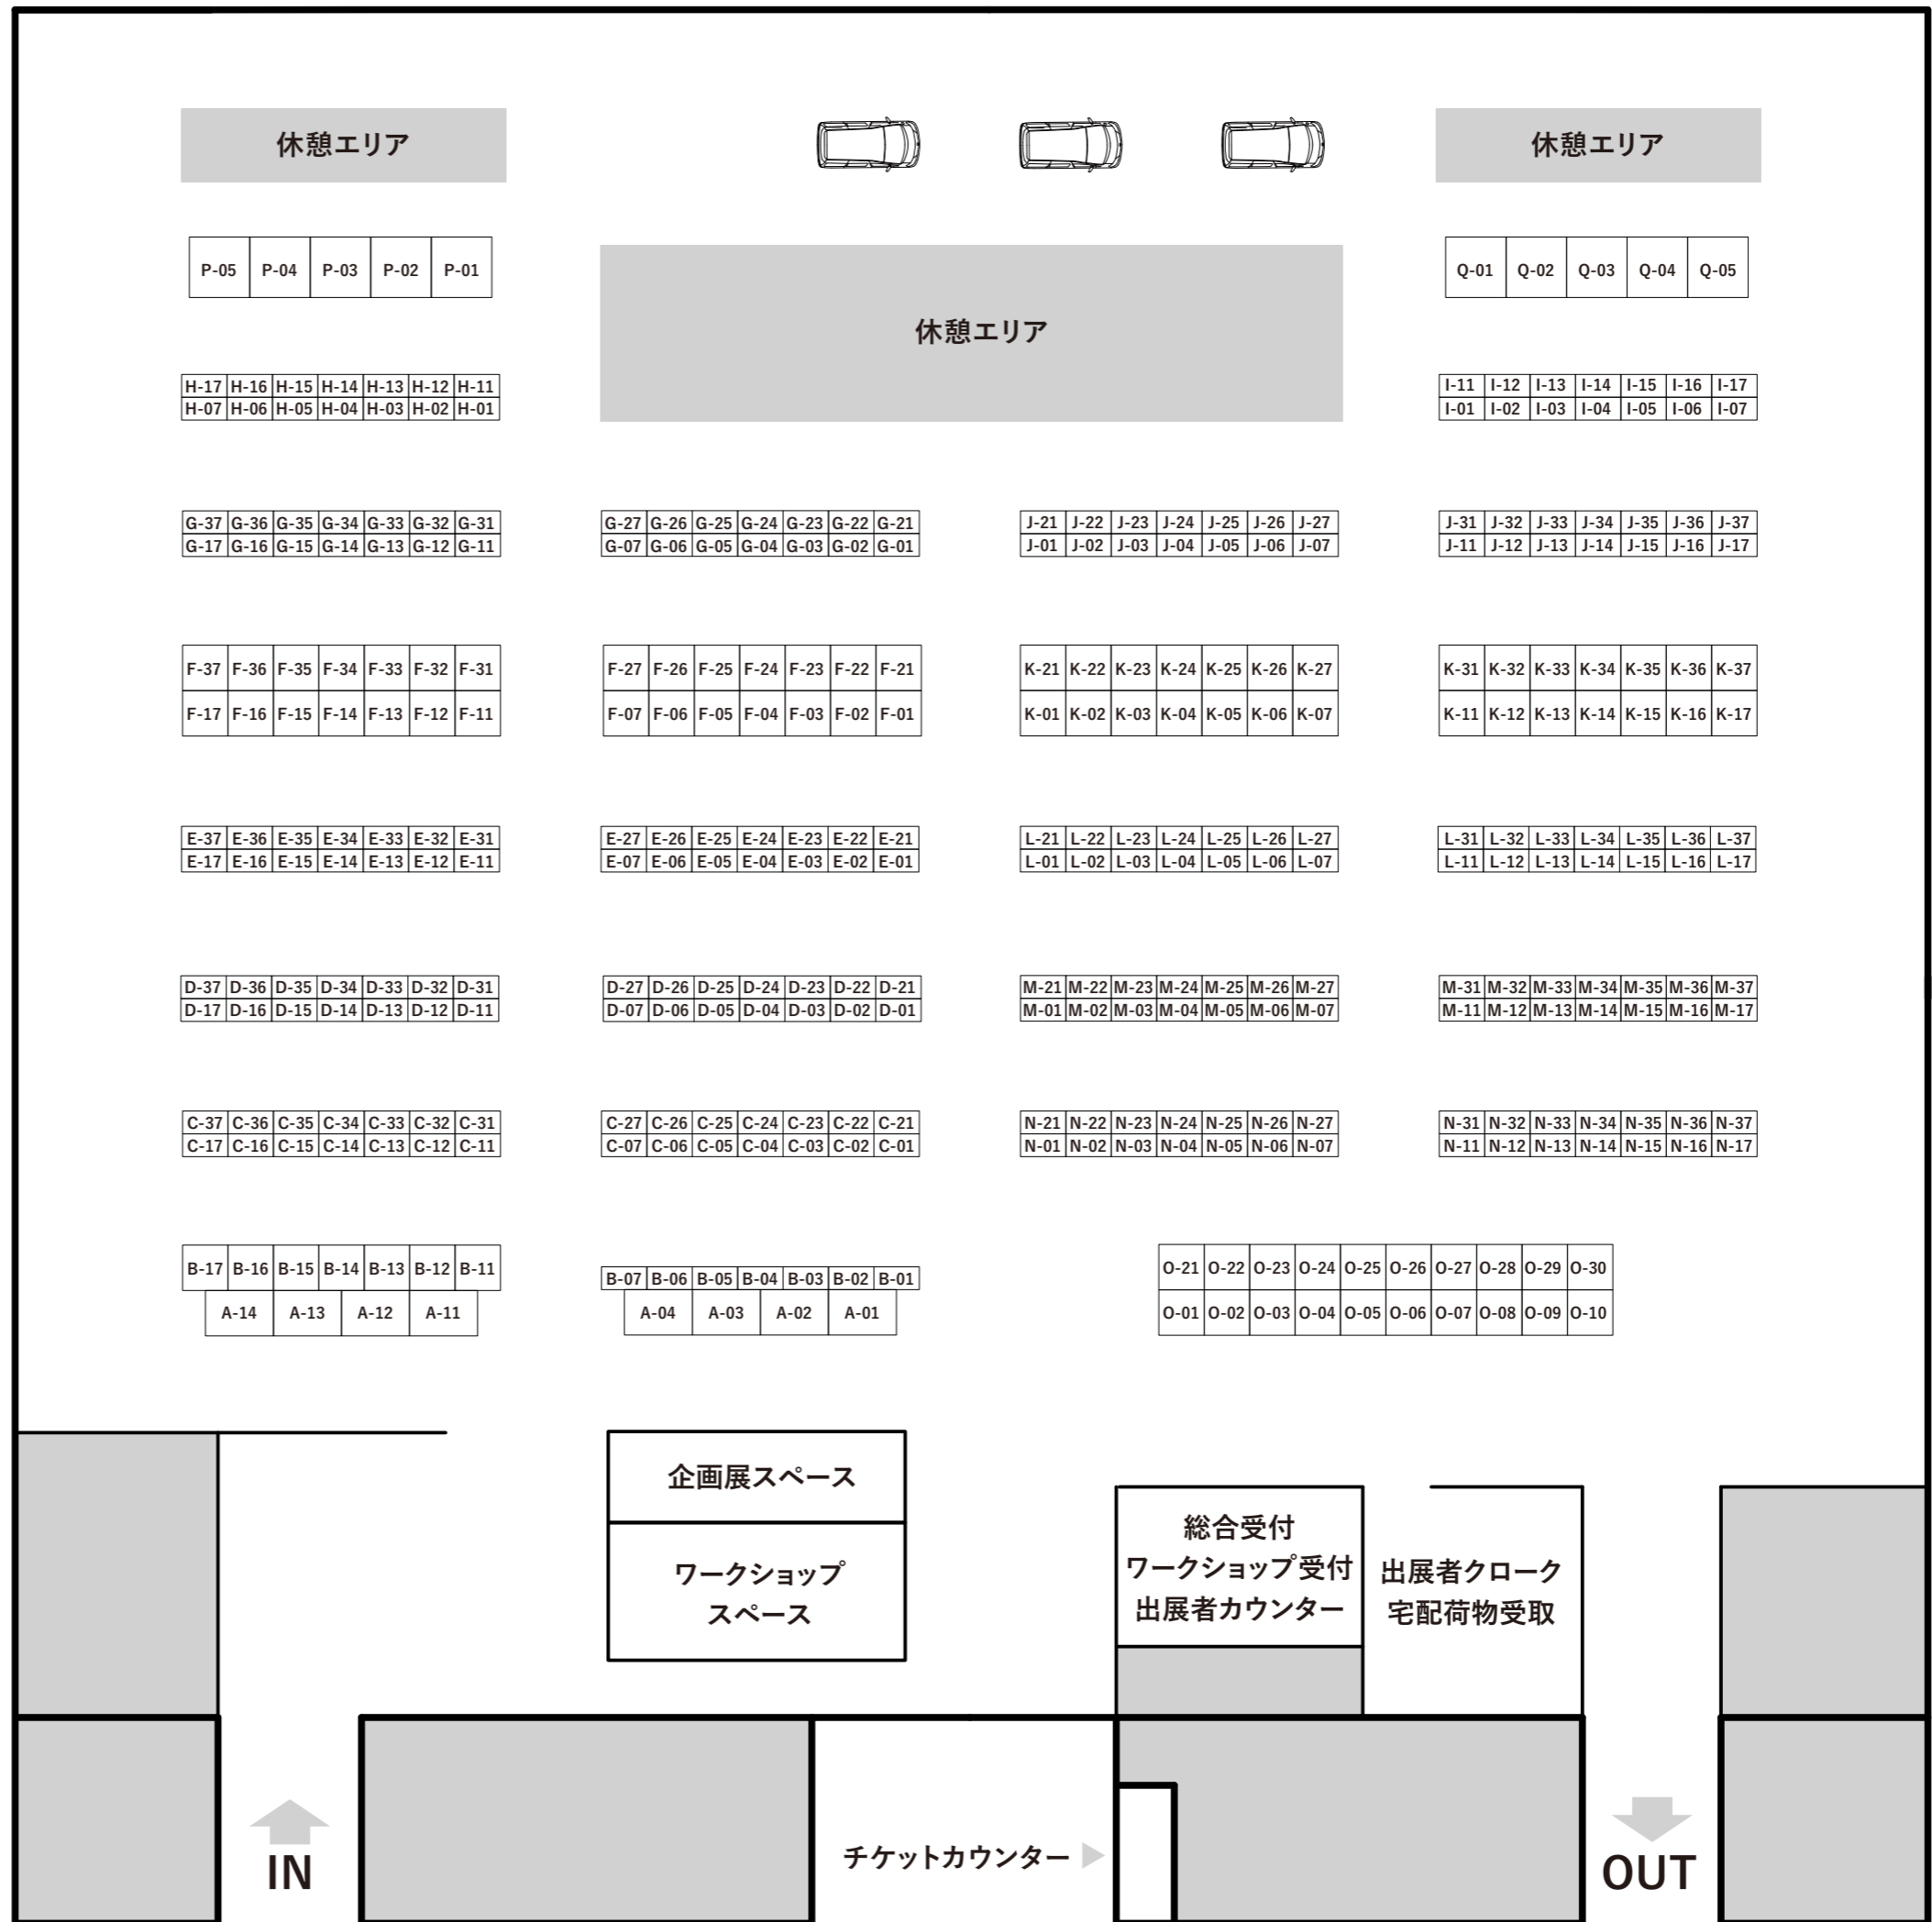 休憩エリア 休憩エリア
P-05 P-04 P-03 P-02 P-01 Q-01 Q-02 Q-03 Q-04 Q-05
休憩エリア
H-17 H-16 H-15 H-14 H-13 H-12 H-11 I-11 I-12 I-13 I-14 I-15 I-16 I-17
H-07 H-06 H-05 H-04 H-03 H-02 H-01 I-01 I-02 I-03 I-04 I-05 I-06 I-07
G-37 G-36 G-35 G-34 G-33 G-32 G-31 G-27 G-26 G-25 G-24 G-23 G-22 G-21 J-21 J-22 J-23 J-24 J-25 J-26 J-27 J-31 J-32 J-33 J-34 J-35 J-36 J-37
G-17 G-16 G-15 G-14 G-13 G-12 G-11 G-07 G-06 G-05 G-04 G-03 G-02 G-01 J-01 J-02 J-03 J-04 J-05 J-06 J-07 J-11 J-12 J-13 J-14 J-15 J-16 J-17
F-37 F-36 F-35 F-34 F-33 F-32 F-31 F-27 F-26 F-25 F-24 F-23 F-22 F-21 K-21 K-22 K-23 K-24 K-25 K-26 K-27 K-31 K-32 K-33 K-34 K-35 K-36 K-37
F-17 F-16 F-15 F-14 F-13 F-12 F-11 F-07 F-06 F-05 F-04 F-03 F-02 F-01 K-01 K-02 K-03 K-04 K-05 K-06 K-07 K-11 K-12 K-13 K-14 K-15 K-16 K-17
E-37 E-36 E-35 E-34 E-33 E-32 E-31 E-27 E-26 E-25 E-24 E-23 E-22 E-21 L-21 L-22 L-23 L-24 L-25 L-26 L-27 L-31 L-32 L-33 L-34 L-35 L-36 L-37
E-17 E-16 E-15 E-14 E-13 E-12 E-11 E-07 E-06 E-05 E-04 E-03 E-02 E-01 L-01 L-02 L-03 L-04 L-05 L-06 L-07 L-11 L-12 L-13 L-14 L-15 L-16 L-17
D-37 D-36 D-35 D-34 D-33 D-32 D-31 D-27 D-26 D-25 D-24 D-23 D-22 D-21 M-21 M-22 M-23 M-24 M-25 M-26 M-27 M-31 M-32 M-33 M-34 M-35 M-36 M-37
D-17 D-16 D-15 D-14 D-13 D-12 D-11 D-07 D-06 D-05 D-04 D-03 D-02 D-01 M-01 M-02 M-03 M-04 M-05 M-06 M-07 M-11 M-12 M-13 M-14 M-15 M-16 M-17
C-37 C-36 C-35 C-34 C-33 C-32 C-31 C-27 C-26 C-25 C-24 C-23 C-22 C-21 N-21 N-22 N-23 N-24 N-25 N-26 N-27 N-31 N-32 N-33 N-34 N-35 N-36 N-37
C-17 C-16 C-15 C-14 C-13 C-12 C-11 C-07 C-06 C-05 C-04 C-03 C-02 C-01 N-01 N-02 N-03 N-04 N-05 N-06 N-07 N-11 N-12 N-13 N-14 N-15 N-16 N-17
B-17 B-16 B-15 B-14 B-13 B-12 B-11 B-07 B-06 B-05 B-04 B-03 B-02 B-01 O-21 O-22 O-23 O-24 O-25 O-26 O-27 O-28 O-29 O-30
A-14 A-13 A-12 A-11 A-04 A-03 A-02 A-01 O-01 O-02 O-03 O-04 O-05 O-06 O-07 O-08 O-09 O-10
企画展スペース
ワークショップ
スペース
総合受付
ワークショップ受付
出展者カウンター
出展者クローク
宅配荷物受取
IN
チケットカウンター
OUT